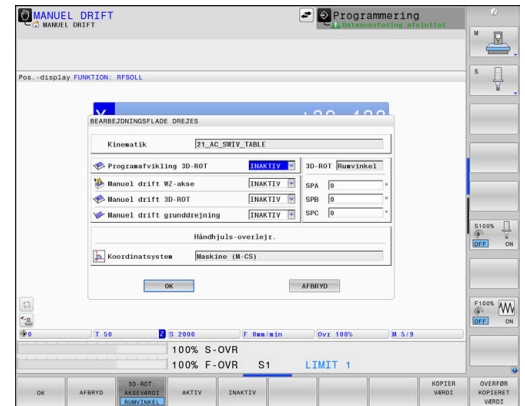 MANUEL DRIFT
MANUEL DRIFT
Programmering
Dataoverføring afsluttet
Pos.-display FUNKTION: RFSOLL
BEARBEJDNINGSFLADE DREJES
Kinematik 21_AC_SWIV_TABLE
Programafvikling 3D-ROT INAKTIV
Manuel drift WZ-akse INAKTIV
Manuel drift 3D-ROT INAKTIV
Manuel drift grunddrejning INAKTIV
3D-ROT Rumvinkel
SPA 0 °
SPB 0 °
SPC 0 °
Håndhjuls-overlejr.
Koordinatsystem Maskine (M-CS)
OK AFBRYD
0 T 50 Z S 2000 F 0mm/min Ovr 100% M 5/9
100% S-OVR
100% F-OVR S1 LIMIT 1
M
S
S100%
OFF ON
F100%
OFF ON
OK
AFBRYD
3D-ROT:
AKSEVÆRDI
RUMVINKEL
AKTIV
INAKTIV
KOPIER
VÆRDI
OVERFØR
KOPIERET
VÆRDI